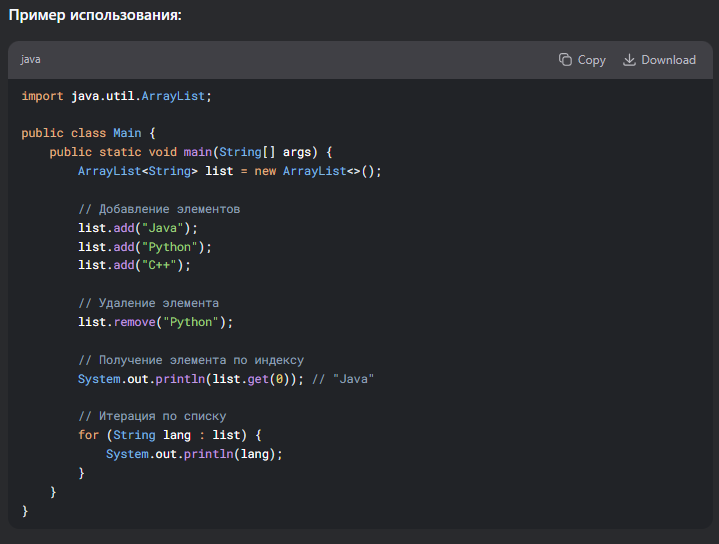 Пример использования:
java
Copy
Download
import java.util.ArrayList;
public class Main {
    public static void main(String[] args) {
        ArrayList<String> list = new ArrayList<>();
        // Добавление элементов
        list.add("Java");
        list.add("Python");
        list.add("C++");
        // Удаление элемента
        list.remove("Python");
        // Получение элемента по индексу
        System.out.println(list.get(0)); // "Java"
        // Итерация по списку
        for (String lang : list) {
            System.out.println(lang);
        }
    }
}